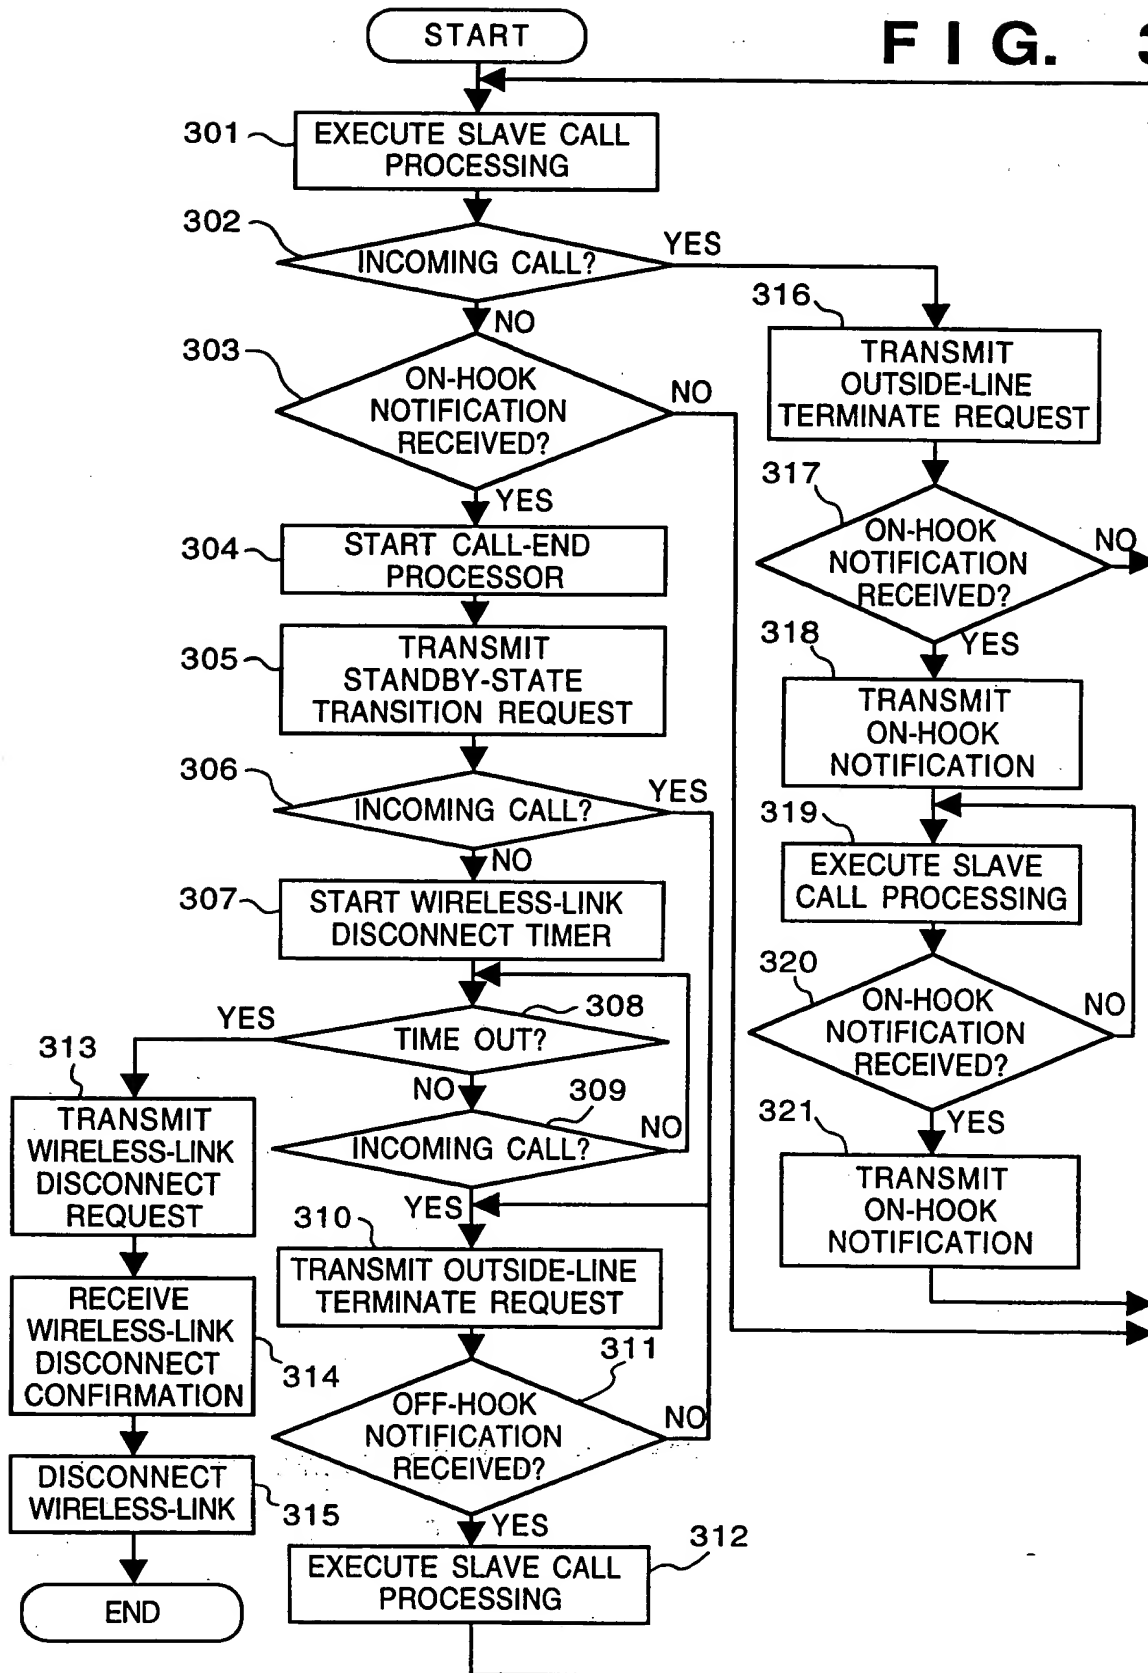 START
FIG. 3
301
EXECUTE SLAVE CALL
PROCESSING
302
INCOMING CALL?
YES
NO
303
ON-HOOK
NOTIFICATION
RECEIVED?
NO
YES
304
START CALL-END
PROCESSOR
305
TRANSMIT
STANDBY-STATE
TRANSITION REQUEST
306
INCOMING CALL?
YES
NO
307
START WIRELESS-LINK
DISCONNECT TIMER
308
TIME OUT?
YES
NO
309
INCOMING CALL?
NO
YES
310
TRANSMIT OUTSIDE-LINE
TERMINATE REQUEST
311
OFF-HOOK
NOTIFICATION
RECEIVED?
NO
YES
312
EXECUTE SLAVE CALL
PROCESSING
313
TRANSMIT
WIRELESS-LINK
DISCONNECT
REQUEST
RECEIVE
WIRELESS-LINK
DISCONNECT
CONFIRMATION
314
DISCONNECT
WIRELESS-LINK
315
END
316
TRANSMIT
OUTSIDE-LINE
TERMINATE REQUEST
317
ON-HOOK
NOTIFICATION
RECEIVED?
NO
YES
318
TRANSMIT
ON-HOOK
NOTIFICATION
319
EXECUTE SLAVE
CALL PROCESSING
320
ON-HOOK
NOTIFICATION
RECEIVED?
NO
YES
321
TRANSMIT
ON-HOOK
NOTIFICATION